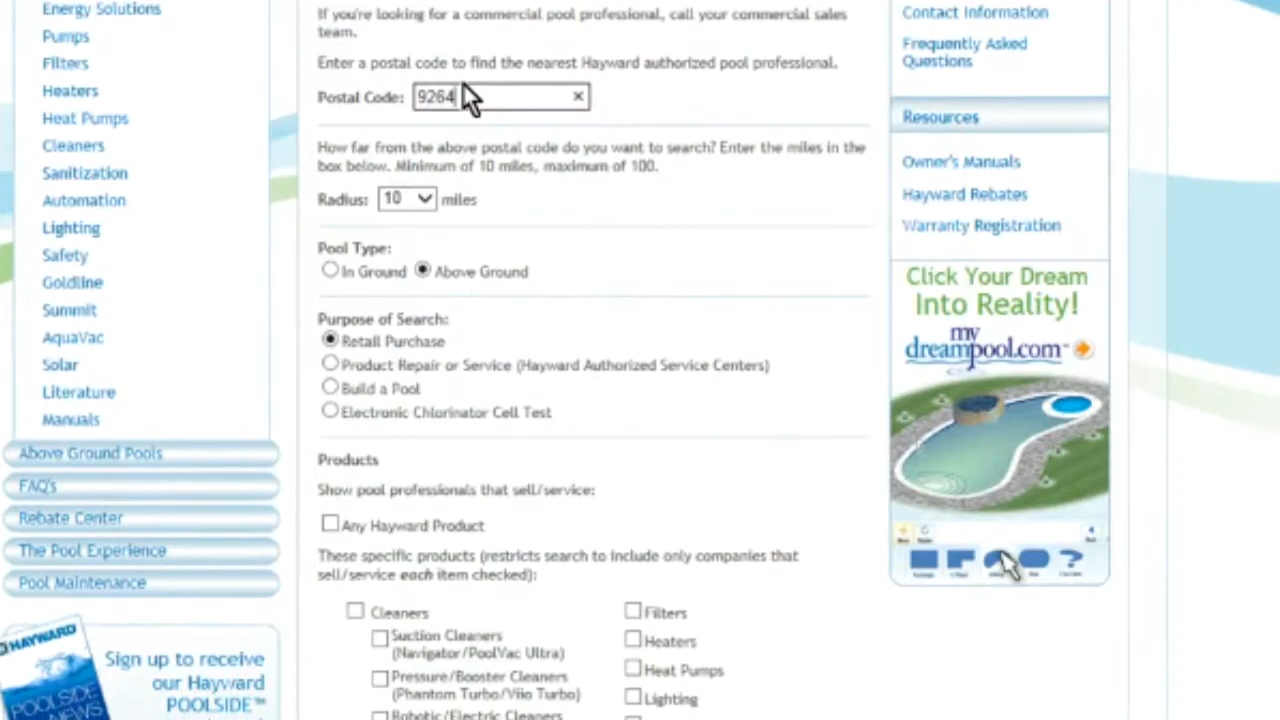 Energy Solutions
Pumps
Filters
Heaters
Heat Pumps
Cleaners
Sanitization
Automation
Lighting
Safety
Goldline
Summit
AquaVac
Solar
Literature
Manuals
Above Ground Pools
FAQ's
Rebate Center
The Pool Experience
Pool Maintenance
HAYWARD
POOLSIDE
NEWS
Sign up to receive
our Hayward
POOLSIDE™
If you're looking for a commercial pool professional, call your commercial sales
team.
Enter a postal code to find the nearest Hayward authorized pool professional.
Postal Code: 9264 ×
How far from the above postal code do you want to search? Enter the miles in the
box below. Minimum of 10 miles, maximum of 100.
Radius: 10 miles
Pool Type:
In Ground Above Ground
Purpose of Search:
Retail Purchase
Product Repair or Service (Hayward Authorized Service Centers)
Build a Pool
Electronic Chlorinator Cell Test
Products
Show pool professionals that sell/service:
Any Hayward Product
These specific products (restricts search to include only companies that
sell/service each item checked):
Cleaners
Suction Cleaners
(Navigator/PoolVac Ultra)
Pressure/Booster Cleaners
(Phantom Turbo/Viio Turbo)
Robotic/Electric Cleaners
Filters
Heaters
Heat Pumps
Lighting
Contact Information
Frequently Asked
Questions
Resources
Owner's Manuals
Hayward Rebates
Warranty Registration
Click Your Dream
Into Reality!
my
dreampool.com™